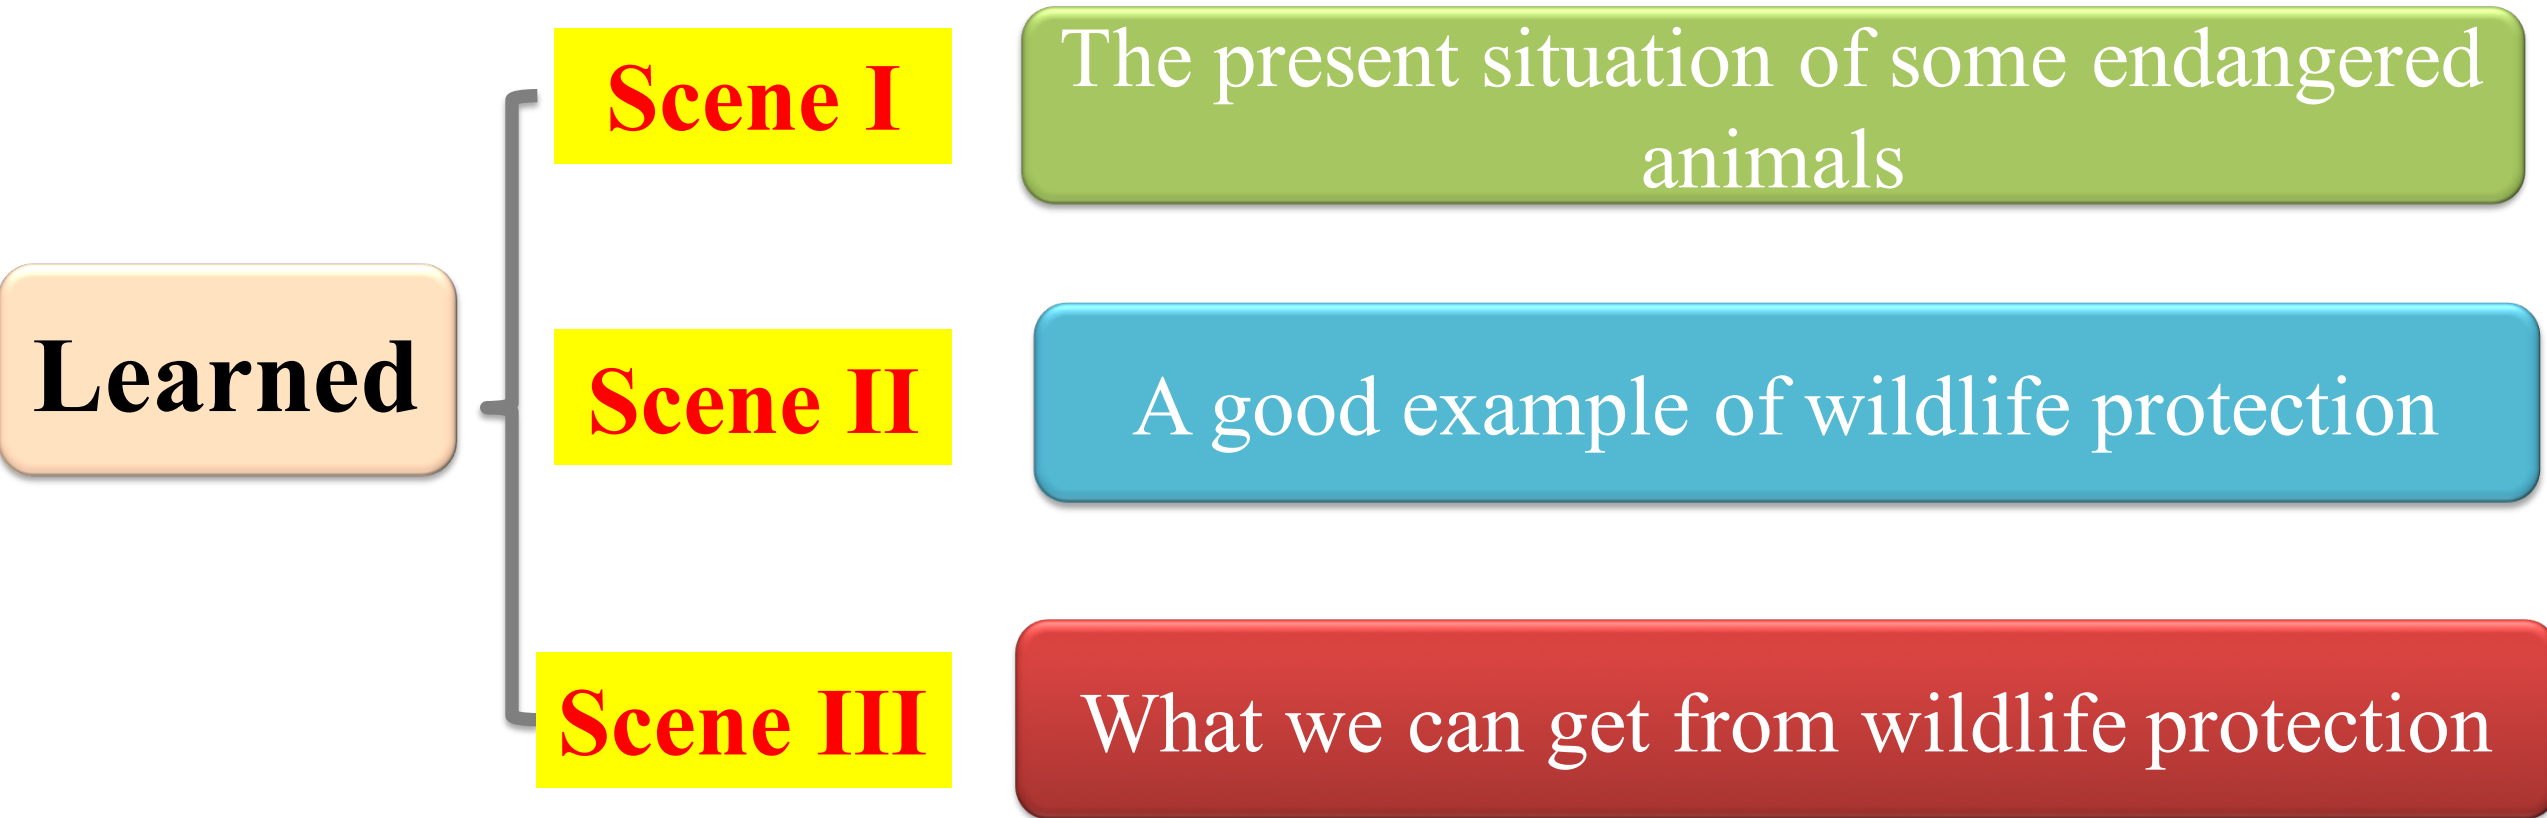 Learned
Scene I
The present situation of some endangered
animals
Scene II
A good example of wildlife protection
Scene III
What we can get from wildlife protection